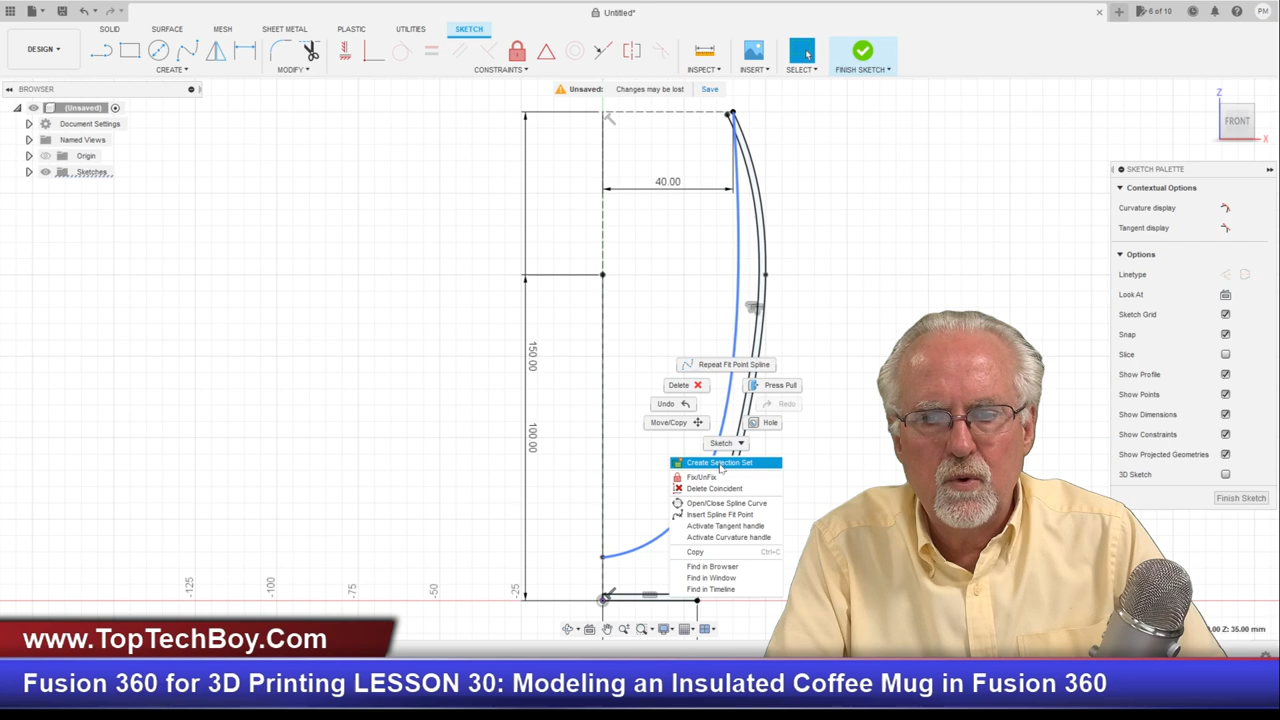 Untitled*
6 of 10
PM
DESIGN
SOLID
SURFACE
MESH
SHEET METAL
PLASTIC
UTILITIES
SKETCH
CREATE
MODIFY
CONSTRAINTS
INSPECT
INSERT
SELECT
FINISH SKETCH
BROWSER
Unsaved: Changes may be lost Save
(Unsaved)
Document Settings
Named Views
Origin
Sketches
Z
FRONT
X
SKETCH PALETTE
Contextual Options
Curvature display
Tangent display
Options
Linetype
Look At
Sketch Grid
Snap
Slice
Show Profile
Show Points
Show Dimensions
Show Constraints
Show Projected Geometries
3D Sketch
Finish Sketch
40.00
150.00
100.00
Repeat Fit Point Spline
Delete
Press Pull
Undo
Redo
Move/Copy
Hole
Sketch
Create Selection Set
Fix/UnFix
Delete Coincident
Open/Close Spline Curve
Insert Spline Fit Point
Activate Tangent handle
Activate Curvature handle
Copy Ctrl+C
Find in Browser
Find in Window
Find in Timeline
-125
-100
-75
-50
-25
Z: 35.00 mm
www.TopTechBoy.Com
Fusion 360 for 3D Printing LESSON 30: Modeling an Insulated Coffee Mug in Fusion 360